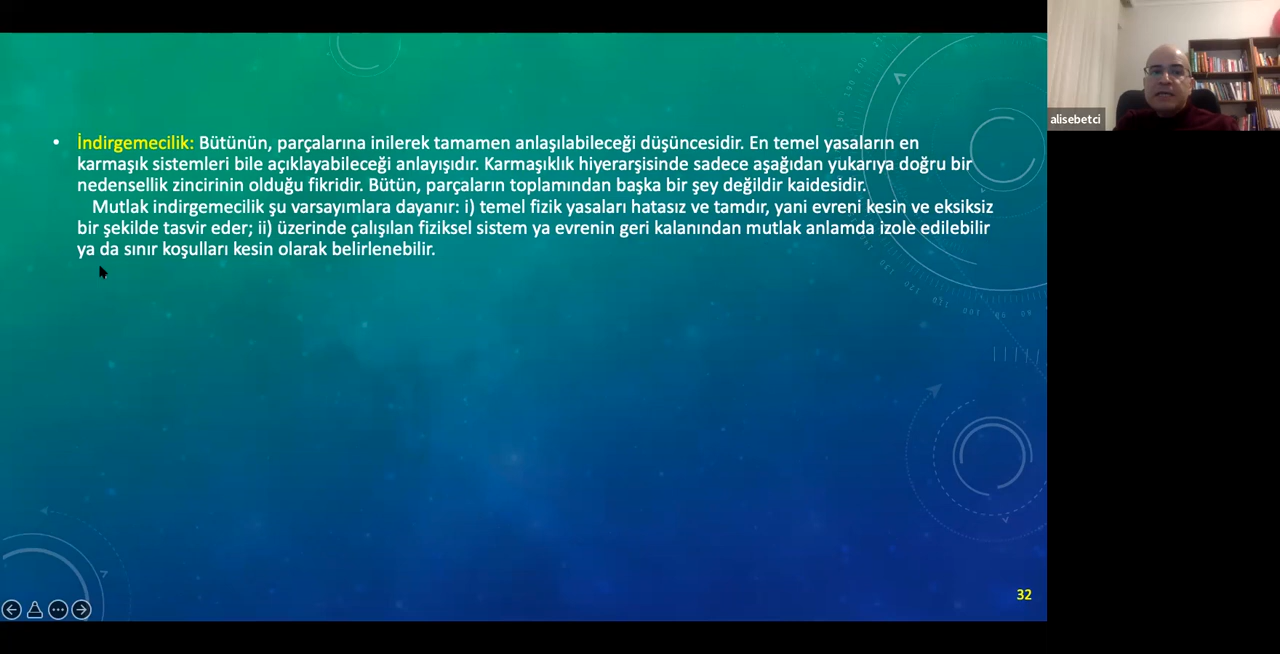 • İndirgemecilik: Bütünün, parçalarına inilerek tamamen anlaşılabileceği düşüncesidir. En temel yasaların en
karmaşık sistemleri bile açıklayabileceği anlayışıdır. Karmaşıklık hiyerarşisinde sadece aşağıdan yukarıya doğru bir
nedensellik zincirinin olduğu fikridir. Bütün, parçaların toplamından başka bir şey değildir kaidesidir.
Mutlak indirgemecilik şu varsayımlara dayanır: i) temel fizik yasaları hatasız ve tamdır, yani evreni kesin ve eksiksiz
bir şekilde tasvir eder; ii) üzerinde çalışılan fiziksel sistem ya evrenin geri kalanından mutlak anlamda izole edilebilir
ya da sınır koşulları kesin olarak belirlenebilir.
alisebetci
32